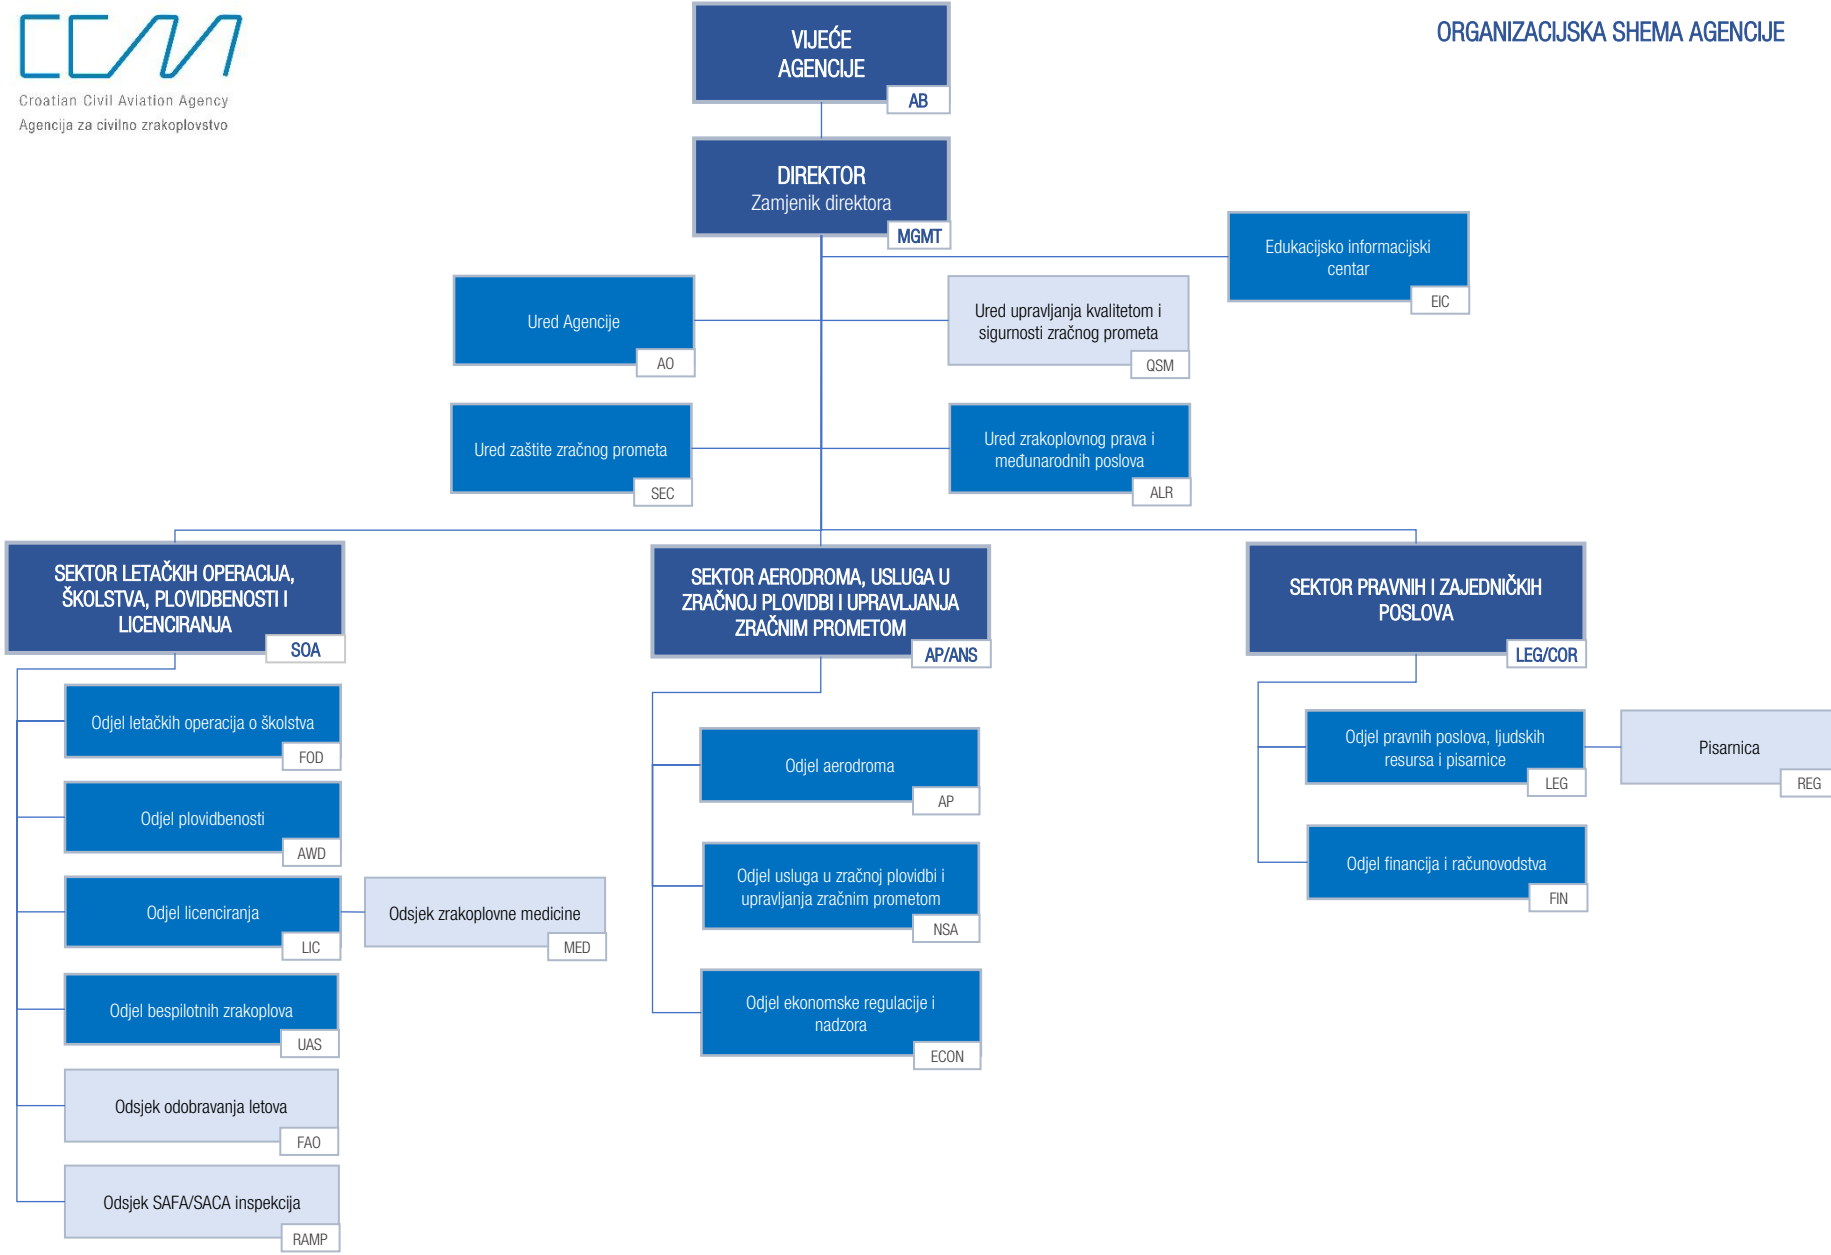 CCAA
Croatian Civil Aviation Agency
Agencija za civilno zrakoplovstvo
ORGANIZACIJSKA SHEMA AGENCIJE
VIJEĆE
AGENCIJE
AB
DIREKTOR
Zamjenik direktora
MGMT
Edukacijsko informacijski
centar
EIC
Ured Agencije
AO
Ured upravljanja kvalitetom i
sigurnosti zračnog prometa
QSM
Ured zaštite zračnog prometa
SEC
Ured zrakoplovnog prava i
međunarodnih poslova
ALR
SEKTOR LETAČKIH OPERACIJA,
ŠKOLSTVA, PLOVIDBENOSTI I
LICENCIRANJA
SOA
Odjel letačkih operacija o školstva
FOD
Odjel plovidbenosti
AWD
Odjel licenciranja
LIC
Odsjek zrakoplovne medicine
MED
Odjel bespilotnih zrakoplova
UAS
Odsjek odobravanja letova
FAO
Odsjek SAFA/SACA inspekcija
RAMP
SEKTOR AERODROMA, USLUGA U
ZRAČNOJ PLOVIDBI I UPRAVLJANJA
ZRAČNIM PROMETOM
AP/ANS
Odjel aerodroma
AP
Odjel usluga u zračnoj plovidbi i
upravljanja zračnim prometom
NSA
Odjel ekonomske regulacije i
nadzora
ECON
SEKTOR PRAVNIH I ZAJEDNIČKIH
POSLOVA
LEG/COR
Odjel pravnih poslova, ljudskih
resursa i pisarnice
LEG
Pisarnica
REG
Odjel financija i računovodstva
FIN